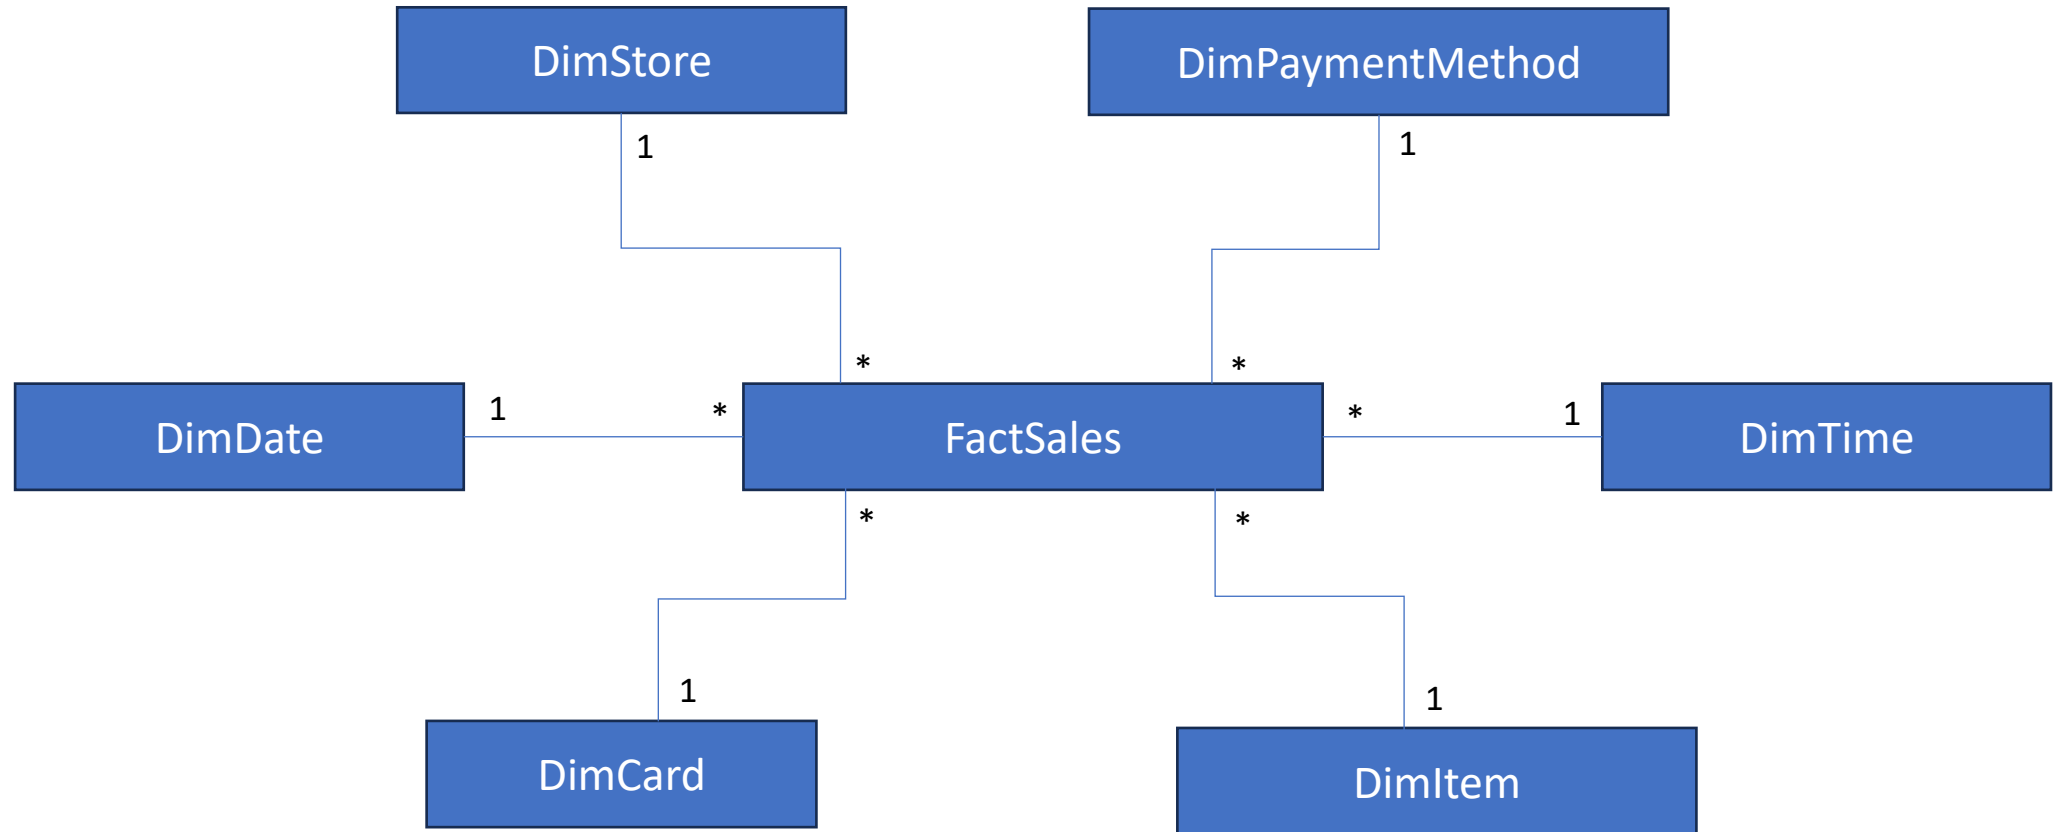 DimStore
DimPaymentMethod
1
1
*
*
DimDate
1
*
FactSales
*
1
DimTime
*
*
1
1
DimCard
DimItem